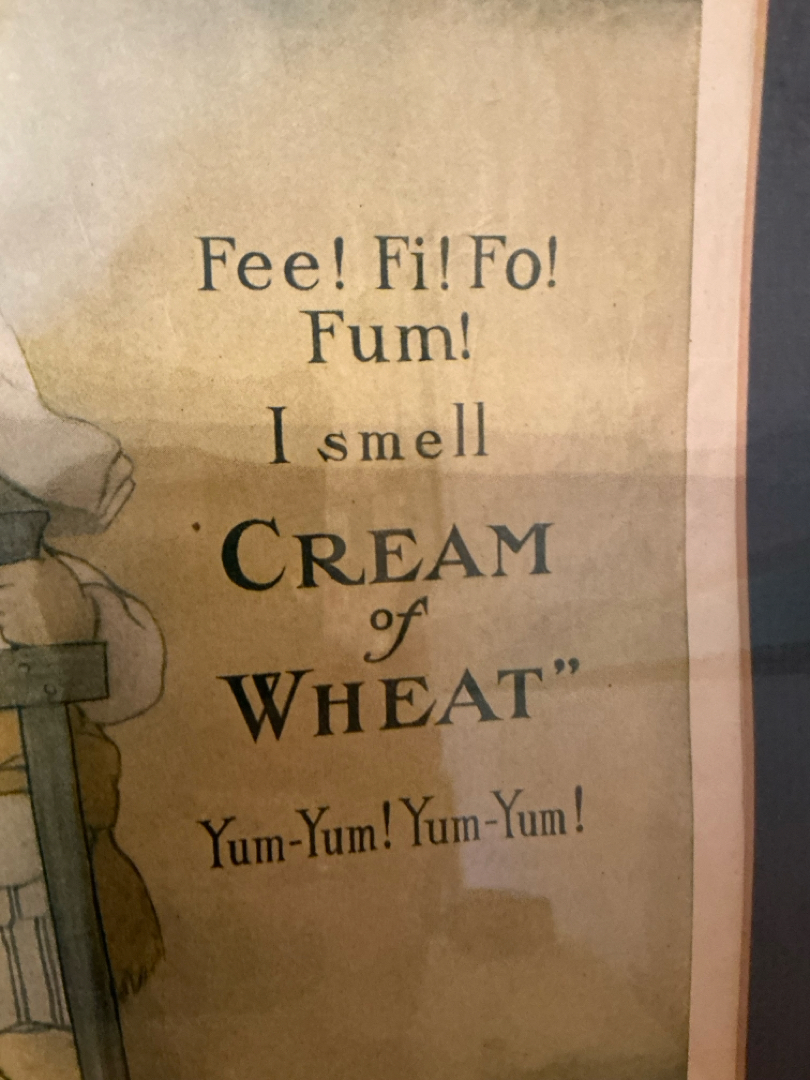 Fee! Fi! Fo!
Fum!
I smell
CREAM
of
WHEAT”
Yum-Yum! Yum-Yum!